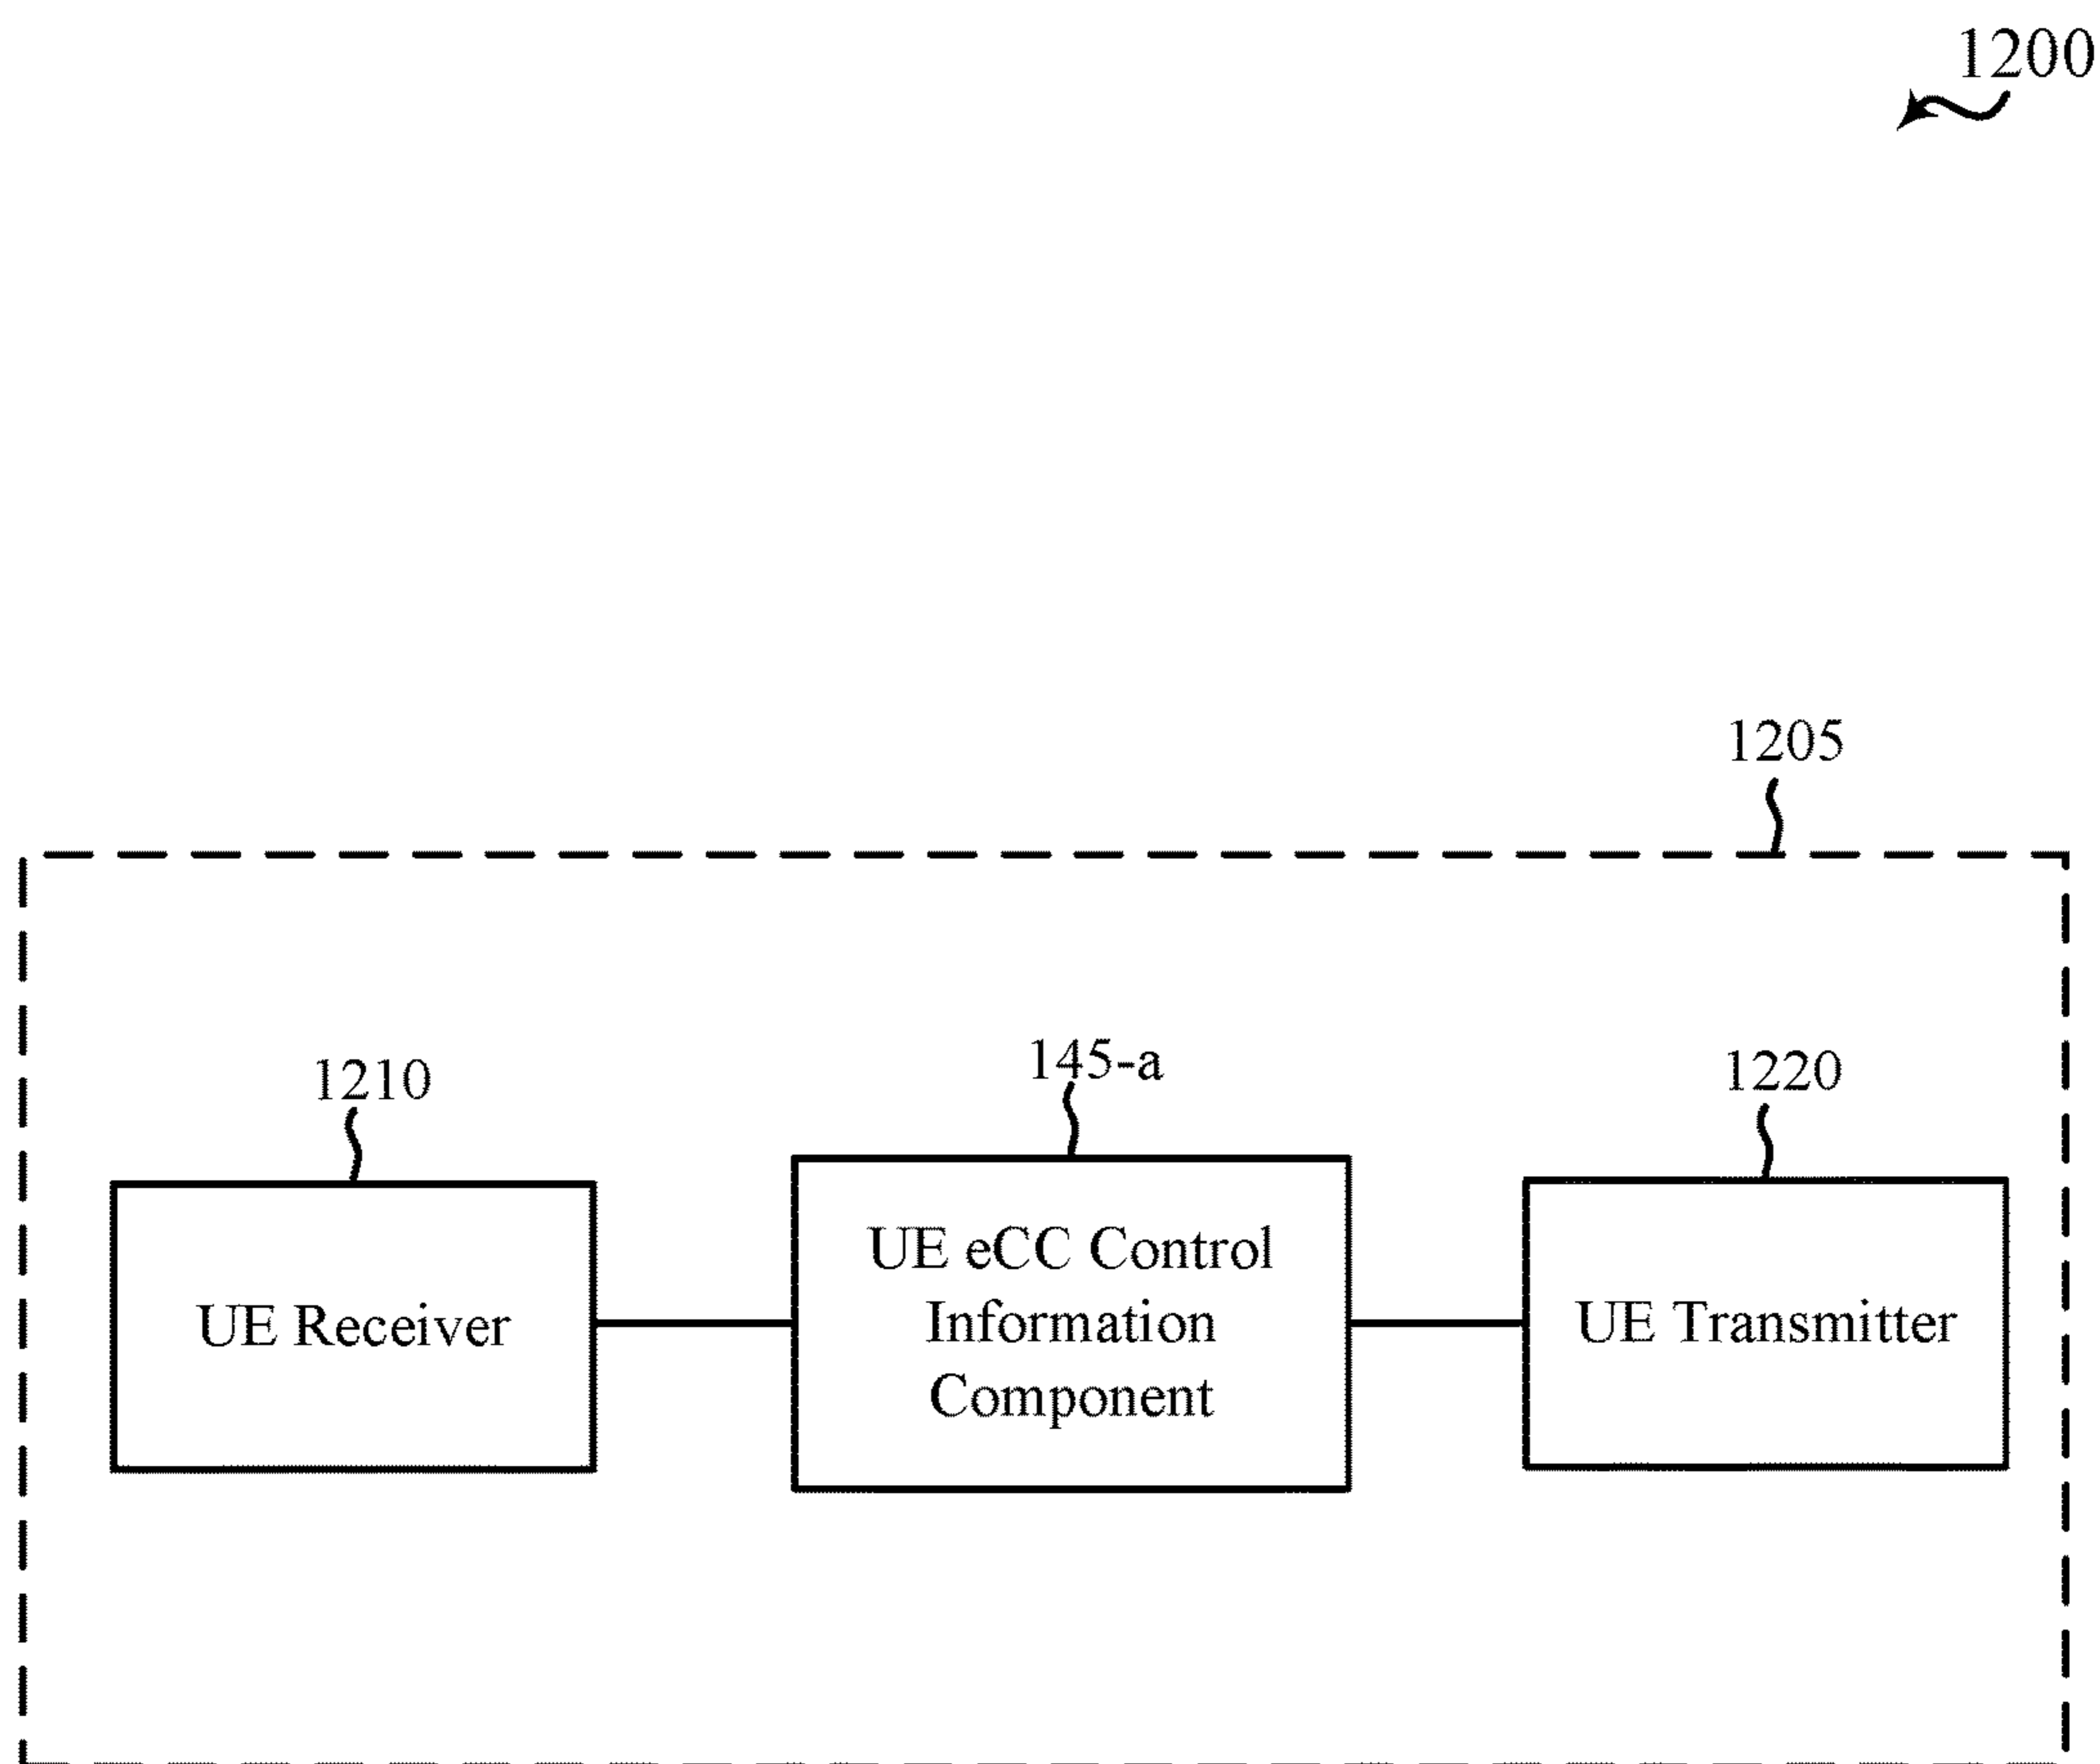 1200
1205
1210
145-a
1220
UE Receiver
UE eCC Control
Information
Component
UE Transmitter